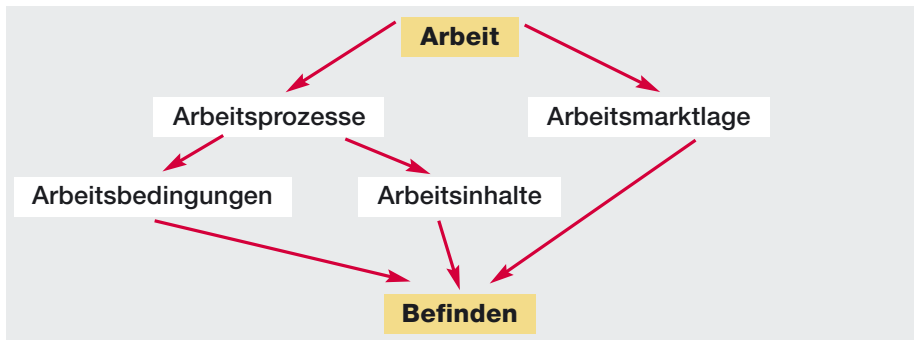 Arbeit
Arbeitsprozesse
Arbeitsmarktlage
Arbeitsbedingungen
Arbeitsinhalte
Befinden